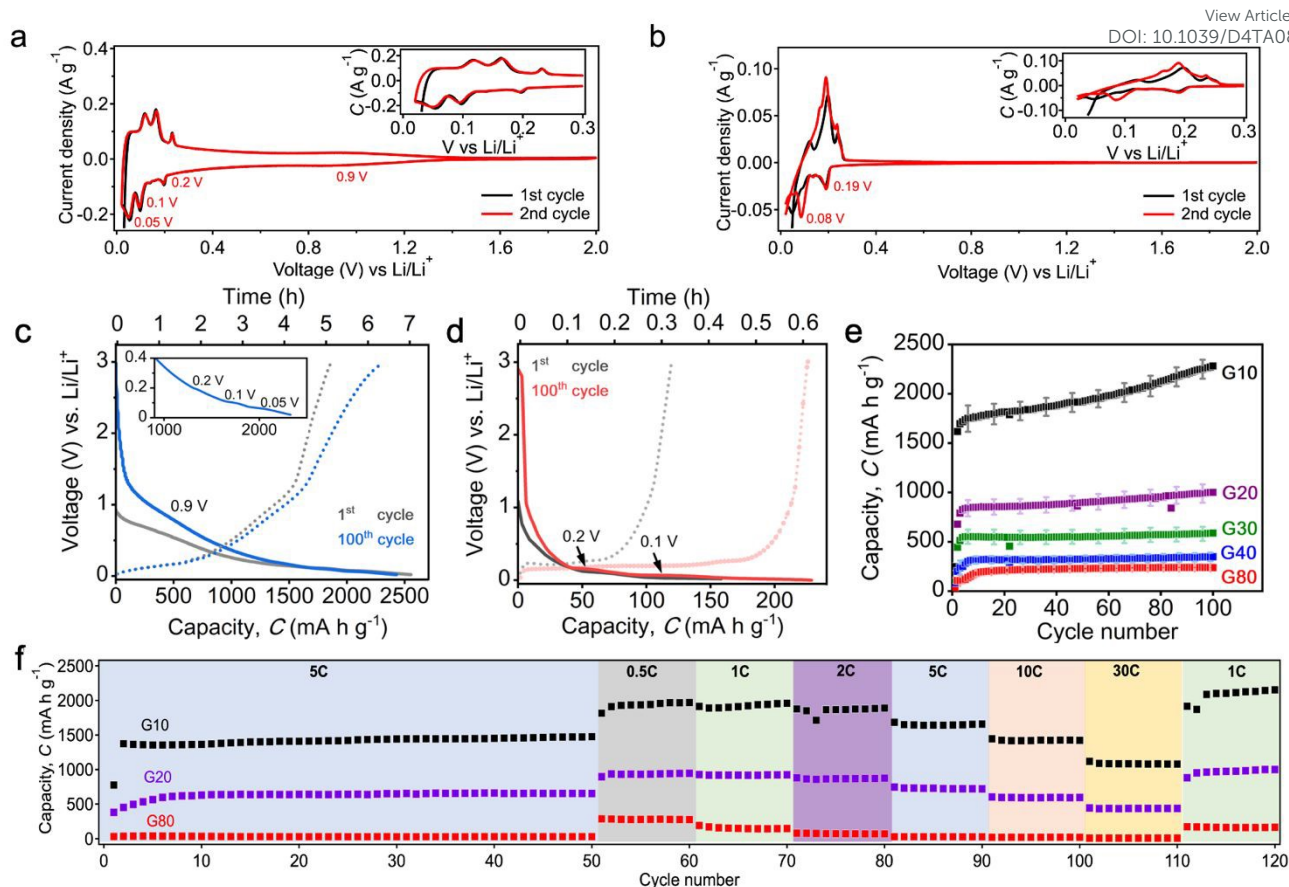 View Article
DOI: 10.1039/D4TA08
a
Current density (A g⁻¹)
0.4
0.2
0.0
-0.2
0.0
0.4
0.8
1.2
1.6
2.0
Voltage (V) vs Li/Li⁺
0.2 V
0.1 V
0.05 V
0.9 V
1st cycle
2nd cycle
C (A g⁻¹)
0.2
0.0
-0.2
0.0
0.1
0.2
0.3
V vs Li/Li⁺
b
Current density (A g⁻¹)
0.10
0.05
0.00
-0.05
0.0
0.4
0.8
1.2
1.6
2.0
Voltage (V) vs Li/Li⁺
0.19 V
0.08 V
1st cycle
2nd cycle
C (A g⁻¹)
0.10
0.00
-0.10
0.0
0.1
0.2
0.3
V vs Li/Li⁺
c
Time (h)
0 1 2 3 4 5 6 7
Voltage (V) vs. Li/Li⁺
3
2
1
0
0.4
0.2
0
0.2 V
0.1 V
0.05 V
1000 2000
0.9 V
1st cycle
100th cycle
0 500 1000 1500 2000 2500
Capacity, C (mA h g⁻¹)
d
Time (h)
0 0.1 0.2 0.3 0.4 0.5 0.6
Voltage (V) vs. Li/Li⁺
3
2
1
0
1st cycle
100th cycle
0.2 V
0.1 V
0 50 100 150 200
Capacity, C (mA h g⁻¹)
e
Capacity, C (mA h g⁻¹)
2500
2000
1500
1000
500
0
G10
G20
G30
G40
G80
0 20 40 60 80 100
Cycle number
f
Capacity, C (mA h g⁻¹)
2500
2000
1500
1000
500
0
5C 0.5C 1C 2C 5C 10C 30C 1C
G10
G20
G80
0 10 20 30 40 50 60 70 80 90 100 110 120
Cycle number